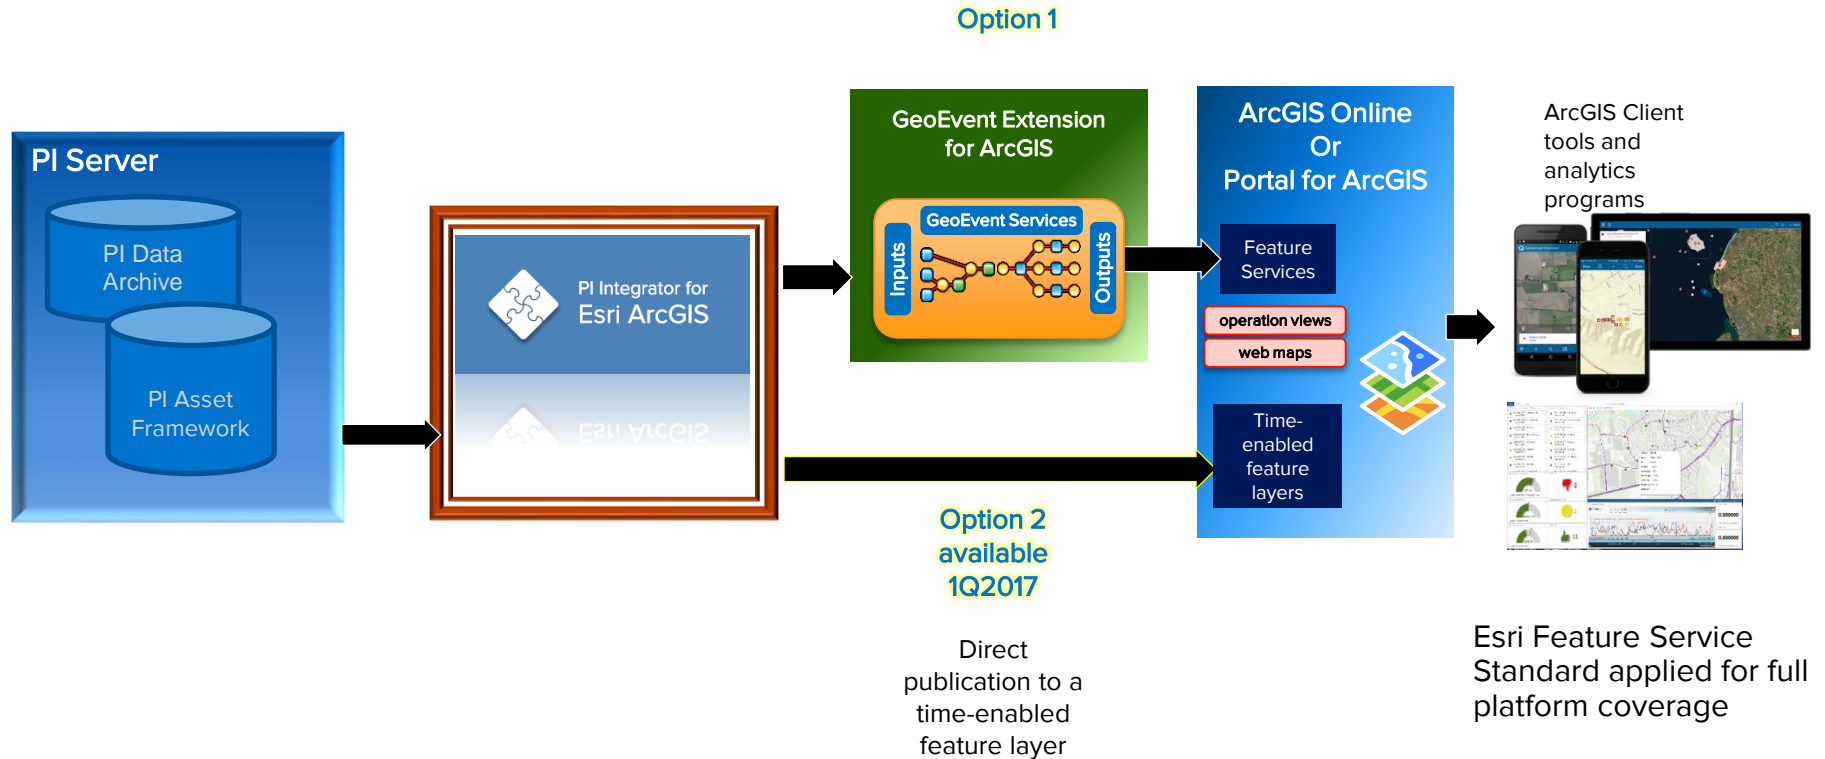 Option 1
PI Server
PI Data
Archive
PI Asset
Framework
PI Integrator for
Esri ArcGIS
GeoEvent Extension
for ArcGIS
GeoEvent Services
Inputs
Outputs
ArcGIS Online
Or
Portal for ArcGIS
Feature
Services
operation views
web maps
Time-
enabled
feature
layers
ArcGIS Client
tools and
analytics
programs
Option 2
available
1Q2017
Direct
publication to a
time-enabled
feature layer
Esri Feature Service
Standard applied for full
platform coverage